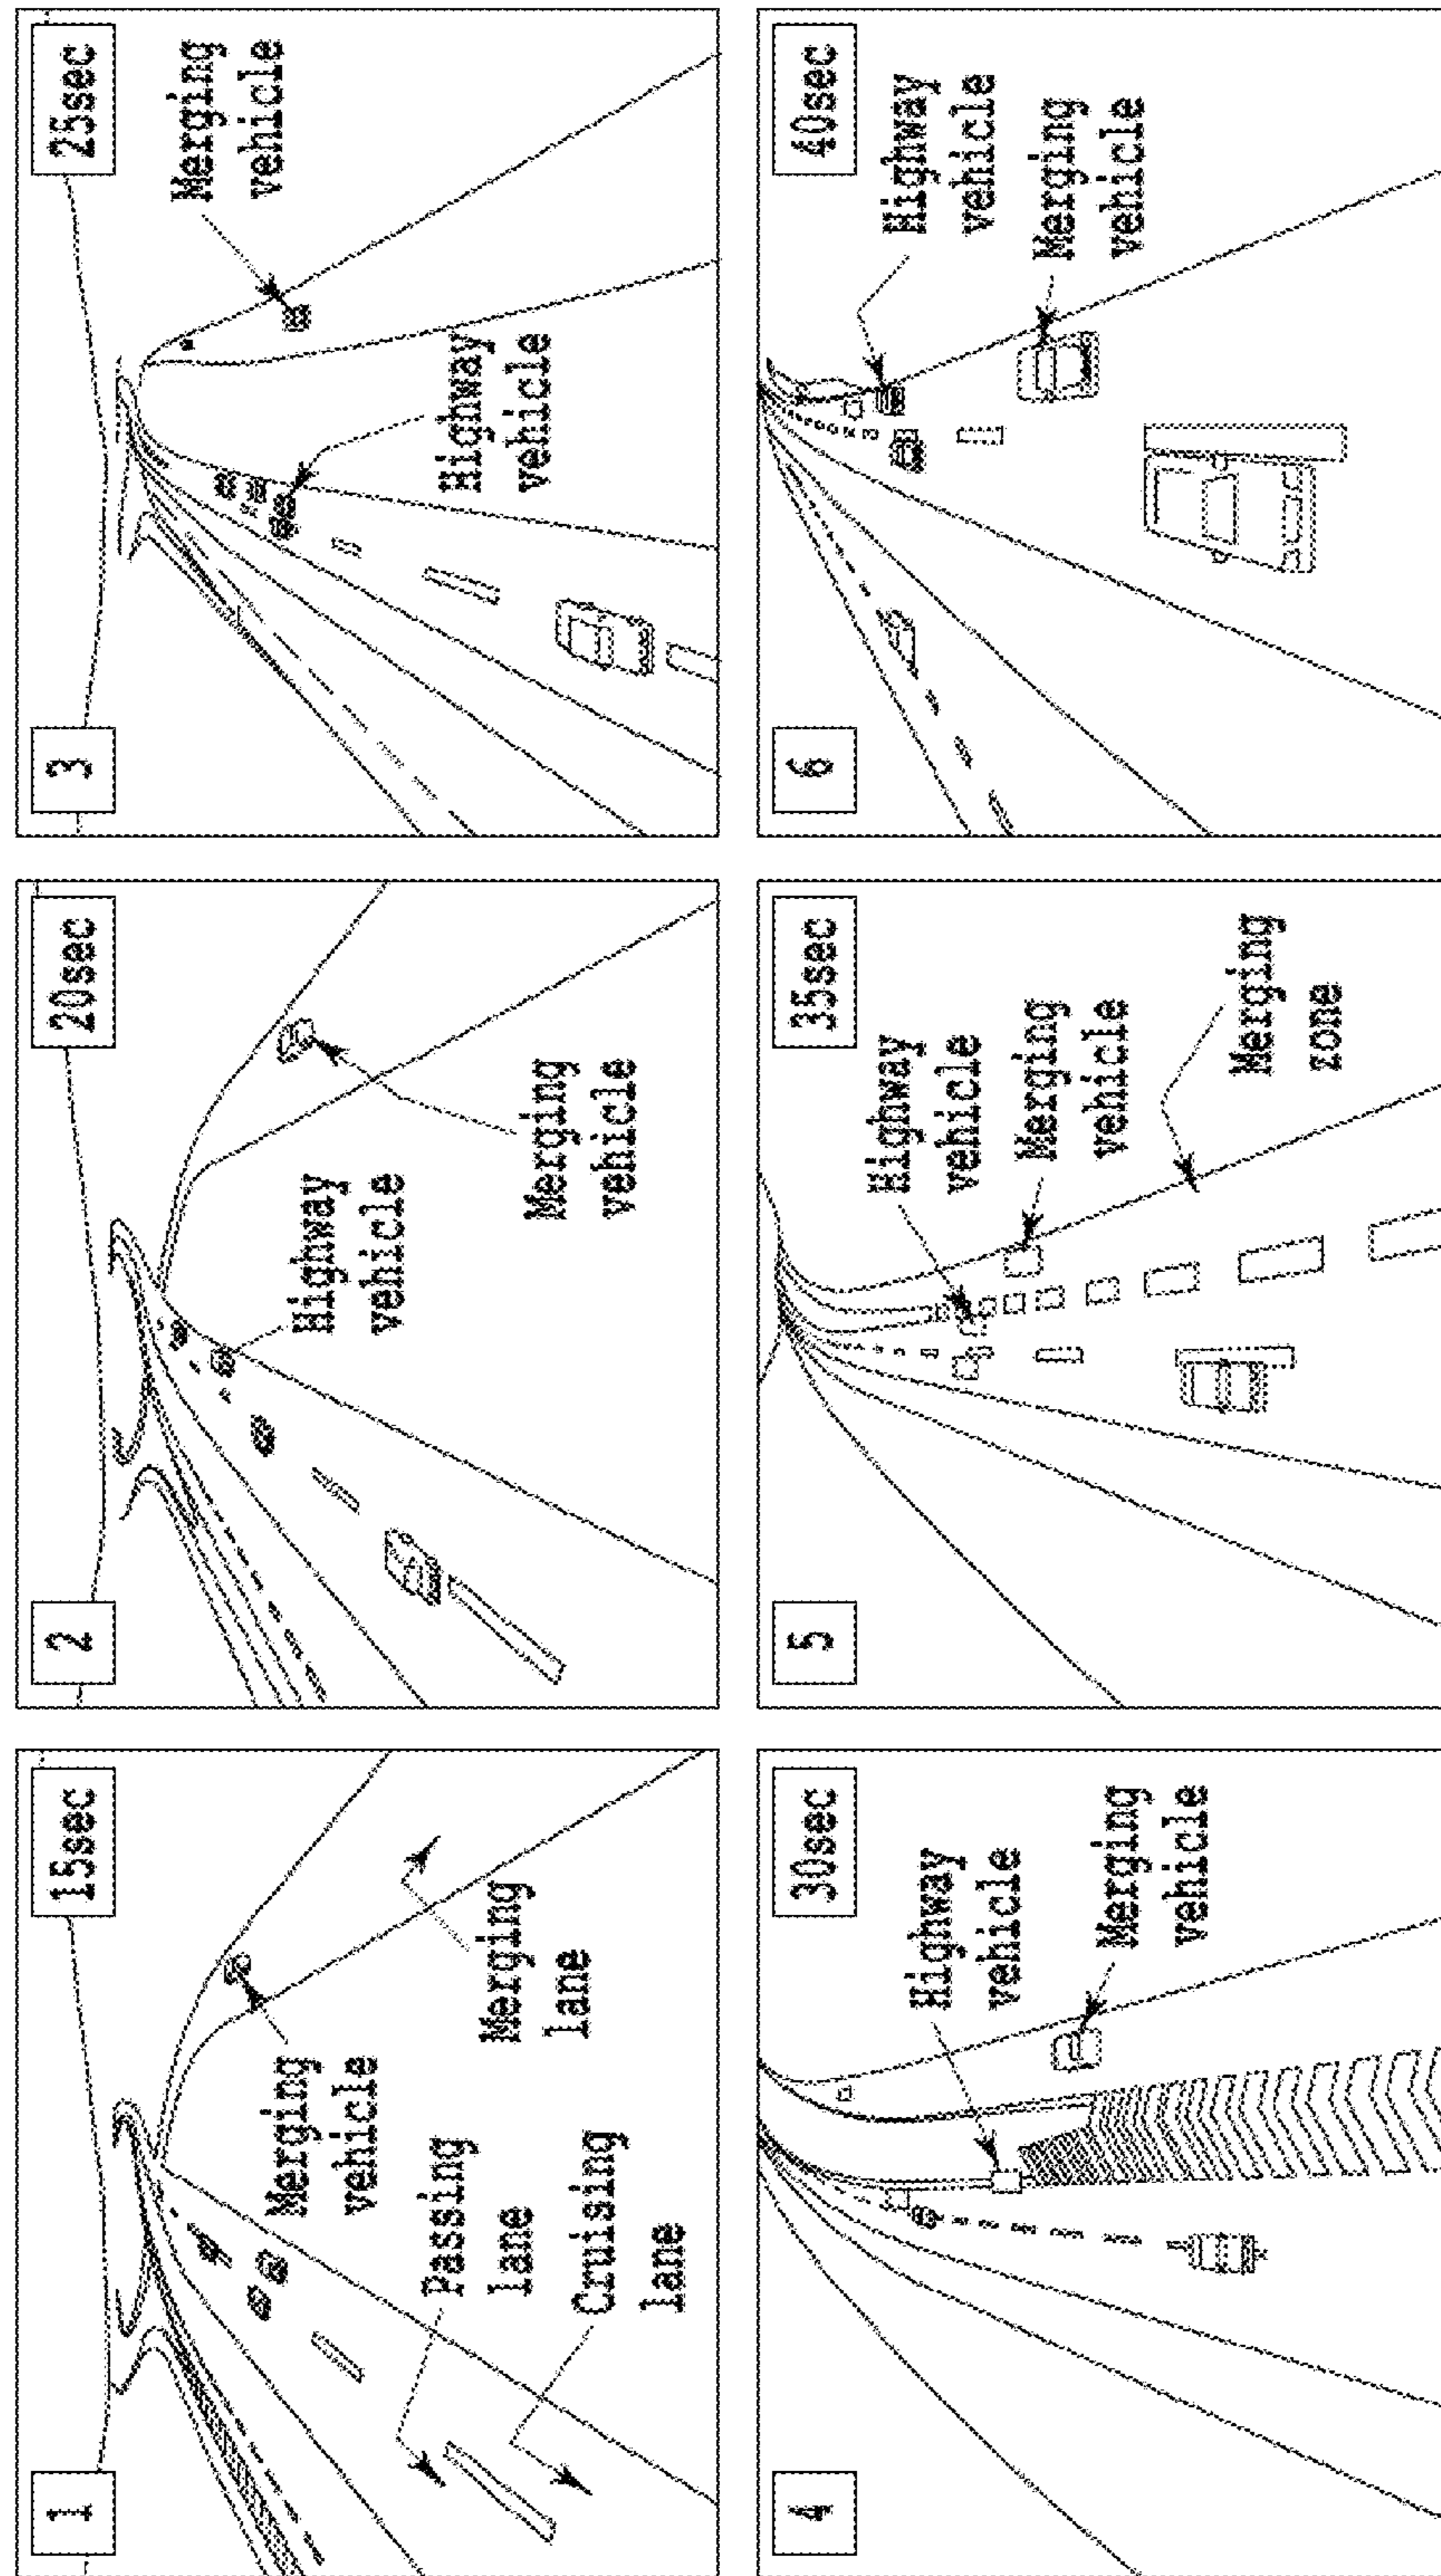 1
15sec
Merging
vehicle
Passing
lane
Cruising
lane
Merging
lane
2
20sec
Highway
vehicle
Merging
vehicle
3
25sec
Merging
vehicle
Highway
vehicle
4
30sec
Highway
vehicle
Merging
vehicle
5
35sec
Highway
vehicle
Merging
vehicle
Merging
zone
6
40sec
Highway
vehicle
Merging
vehicle